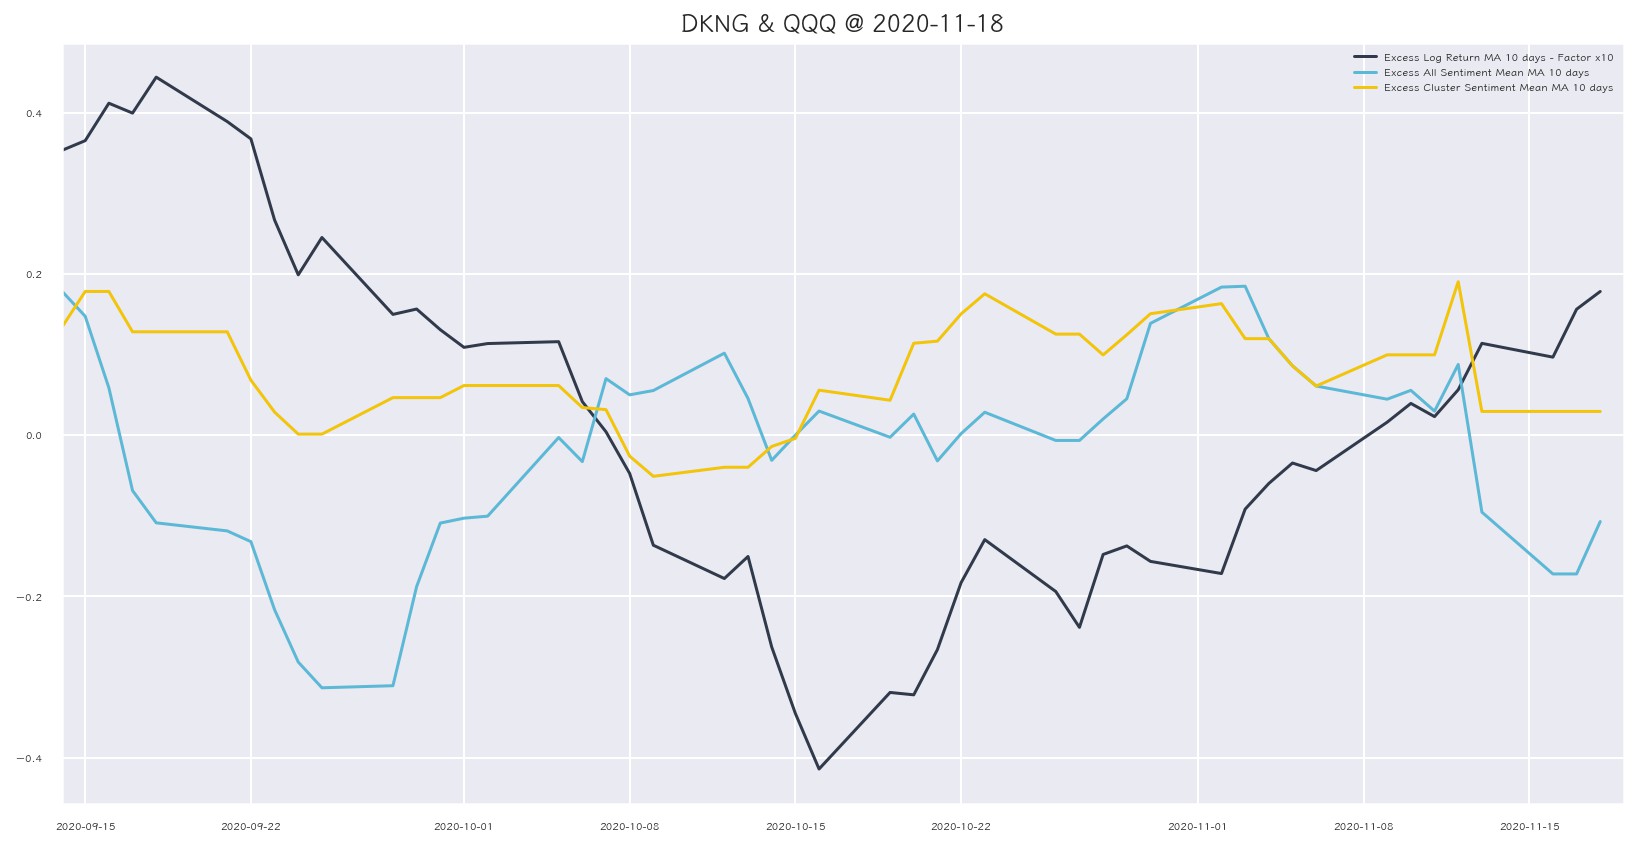 DKNG & QQQ @ 2020-11-18
Excess Log Return MA 10 days - Factor x10
Excess All Sentiment Mean MA 10 days
Excess Cluster Sentiment Mean MA 10 days
0.4
0.2
0.0
−0.2
−0.4
2020-09-15 2020-09-22 2020-10-01 2020-10-08 2020-10-15 2020-10-22 2020-11-01 2020-11-08 2020-11-15